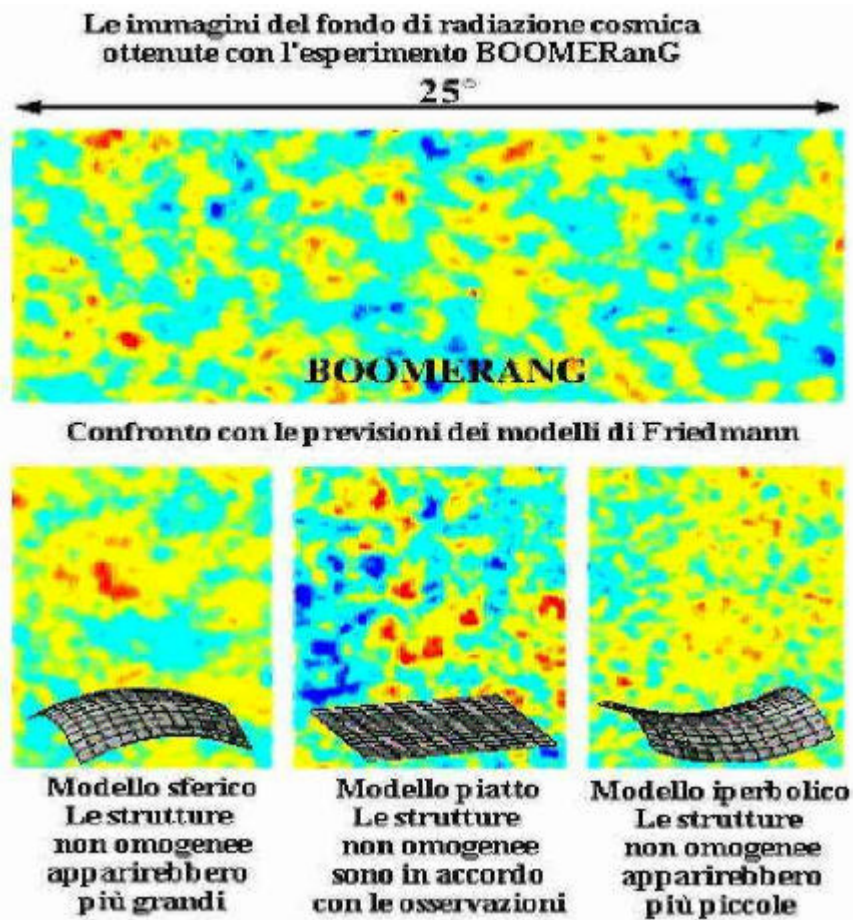 Le immagini del fondo di radiazione cosmica
ottenute con l'esperimento BOOMERanG
25°
BOOMERANG
Confronto con le previsioni dei modelli di Friedmann
Modello sferico
Le strutture
non omogenee
apparirebbero
più grandi
Modello piatto
Le strutture
non omogenee
sono in accordo
con le osservazioni
Modello iperbolico
Le strutture
non omogenee
apparirebbero
più piccole